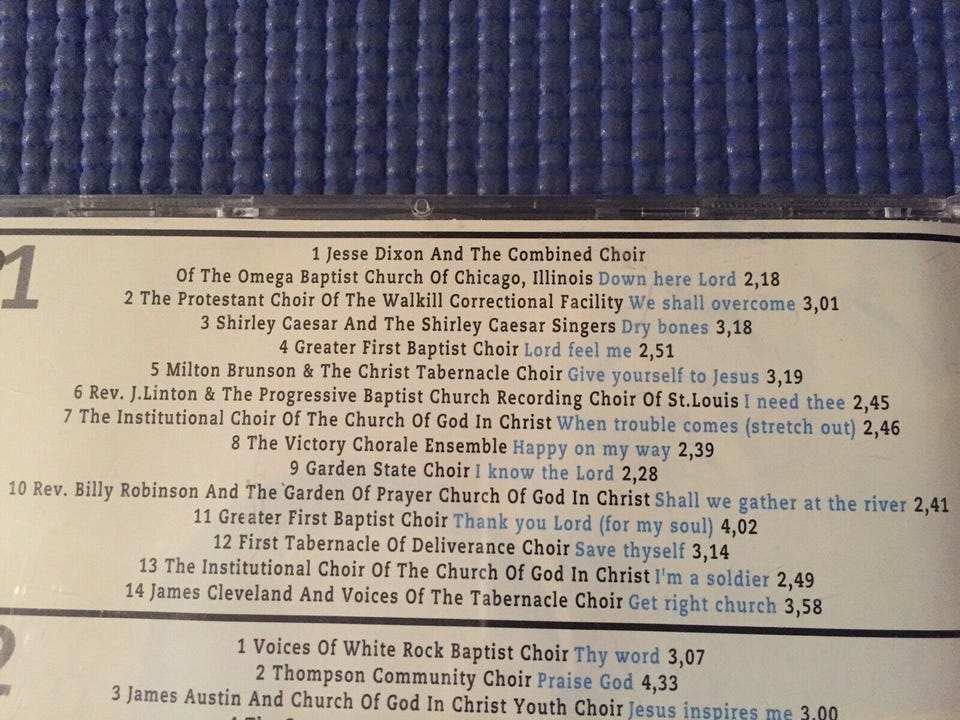 1
1 Jesse Dixon And The Combined Choir
Of The Omega Baptist Church Of Chicago, Illinois Down here Lord 2,18
2 The Protestant Choir Of The Walkill Correctional Facility We shall overcome 3,01
3 Shirley Caesar And The Shirley Caesar Singers Dry bones 3,18
4 Greater First Baptist Choir Lord feel me 2,51
5 Milton Brunson & The Christ Tabernacle Choir Give yourself to Jesus 3,19
6 Rev. J.Linton & The Progressive Baptist Church Recording Choir Of St.Louis I need thee 2,45
7 The Institutional Choir Of The Church Of God In Christ When trouble comes (stretch out) 2,46
8 The Victory Chorale Ensemble Happy on my way 2,39
9 Garden State Choir I know the Lord 2,28
10 Rev. Billy Robinson And The Garden Of Prayer Church Of God In Christ Shall we gather at the river 2,41
11 Greater First Baptist Choir Thank you Lord (for my soul) 4,02
12 First Tabernacle Of Deliverance Choir Save thyself 3,14
13 The Institutional Choir Of The Church Of God In Christ I'm a soldier 2,49
14 James Cleveland And Voices Of The Tabernacle Choir Get right church 3,58
2
1 Voices Of White Rock Baptist Choir Thy word 3,07
2 Thompson Community Choir Praise God 4,33
3 James Austin And Church Of God In Christ Youth Choir Jesus inspires me 3,00